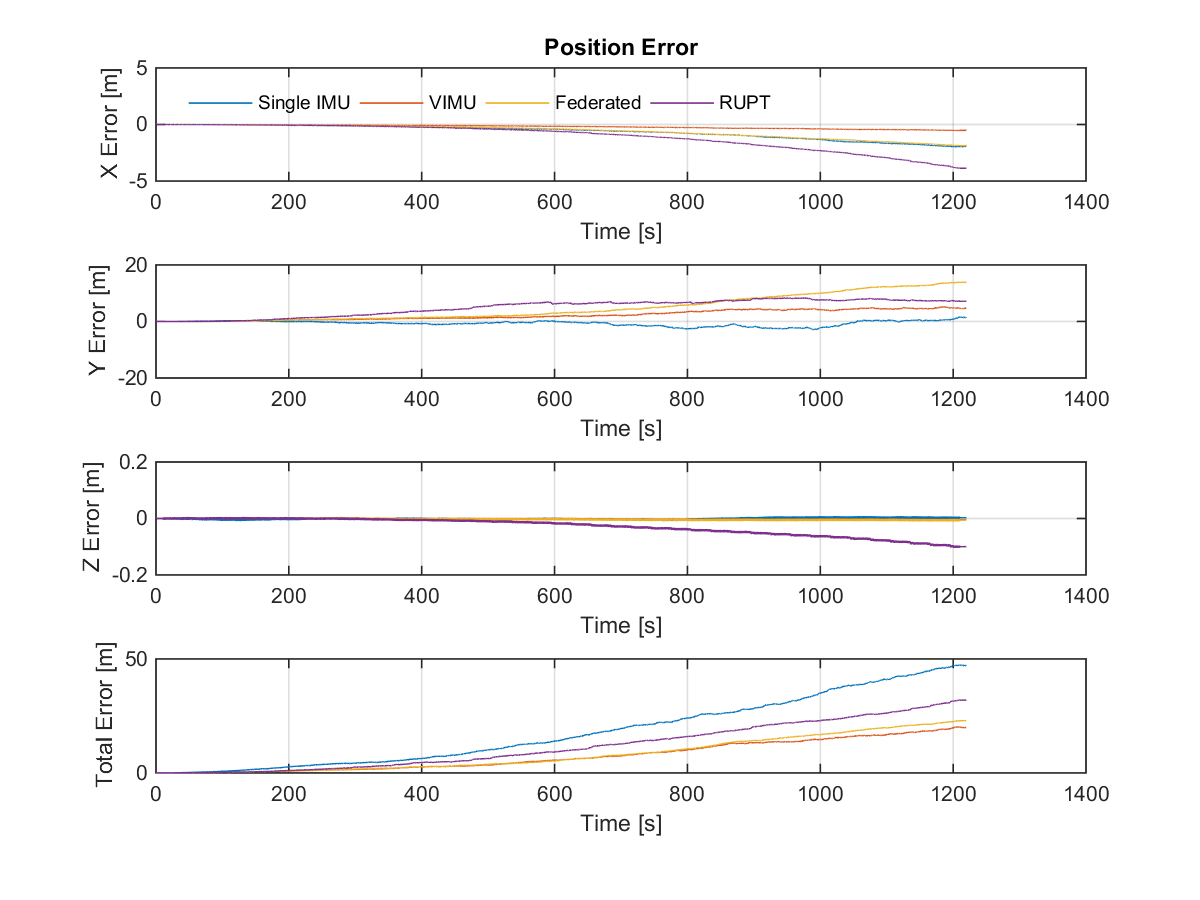 Position Error
X Error [m]
5
0
-5
Single IMU VIMU Federated RUPT
0 200 400 600 800 1000 1200 1400
Time [s]
Y Error [m]
20
0
-20
0 200 400 600 800 1000 1200 1400
Time [s]
Z Error [m]
0.2
0
-0.2
0 200 400 600 800 1000 1200 1400
Time [s]
Total Error [m]
50
0
0 200 400 600 800 1000 1200 1400
Time [s]